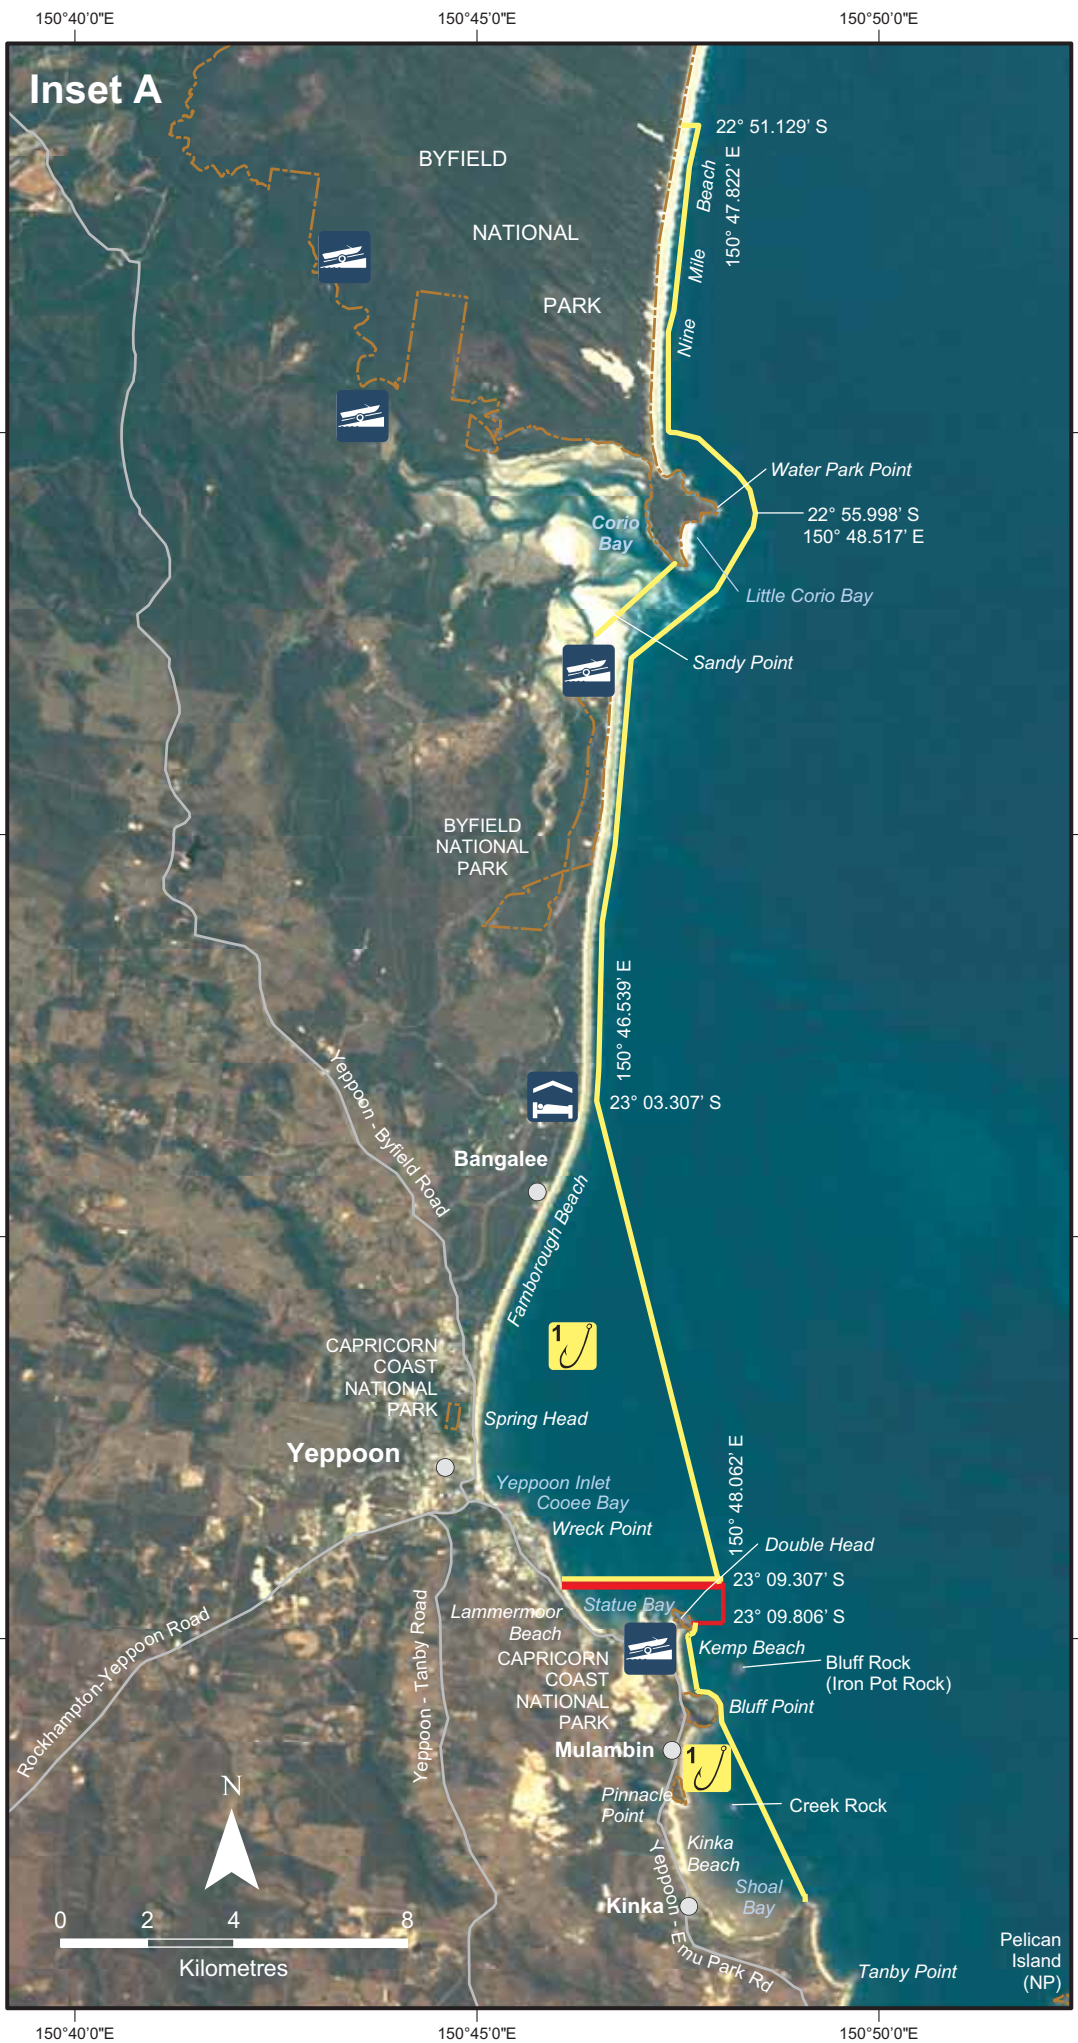 150°40'0"E
150°45'0"E
150°50'0"E
Inset A
22° 51.129' S
150° 47.822' E
BYFIELD
NATIONAL
PARK
Nine Mile Beach
Water Park Point
22° 55.998' S
150° 48.517' E
Corio
Bay
Little Corio Bay
Sandy Point
BYFIELD
NATIONAL
PARK
150° 46.539' E
23° 03.307' S
Yeppoon - Byfield Road
Bangalee
Farnborough Beach
1
CAPRICORN
COAST
NATIONAL
PARK
Spring Head
Yeppoon
Yeppoon Inlet
Cooee Bay
Wreck Point
150° 48.062' E
Double Head
23° 09.307' S
Statue Bay
23° 09.806' S
Lammermoor
Beach
Kemp Beach
CAPRICORN
COAST
NATIONAL
PARK
Bluff Rock
(Iron Pot Rock)
Bluff Point
Rockhampton-Yeppoon Road
Yeppoon - Tanby Road
Mulambin
1
Pinnacle
Point
Creek Rock
Kinka
Beach
Shoal
Bay
Kinka
Yeppoon - Emu Park Rd
N
0 2 4 8
Kilometres
Pelican
Island
(NP)
Tanby Point
150°40'0"E
150°45'0"E
150°50'0"E